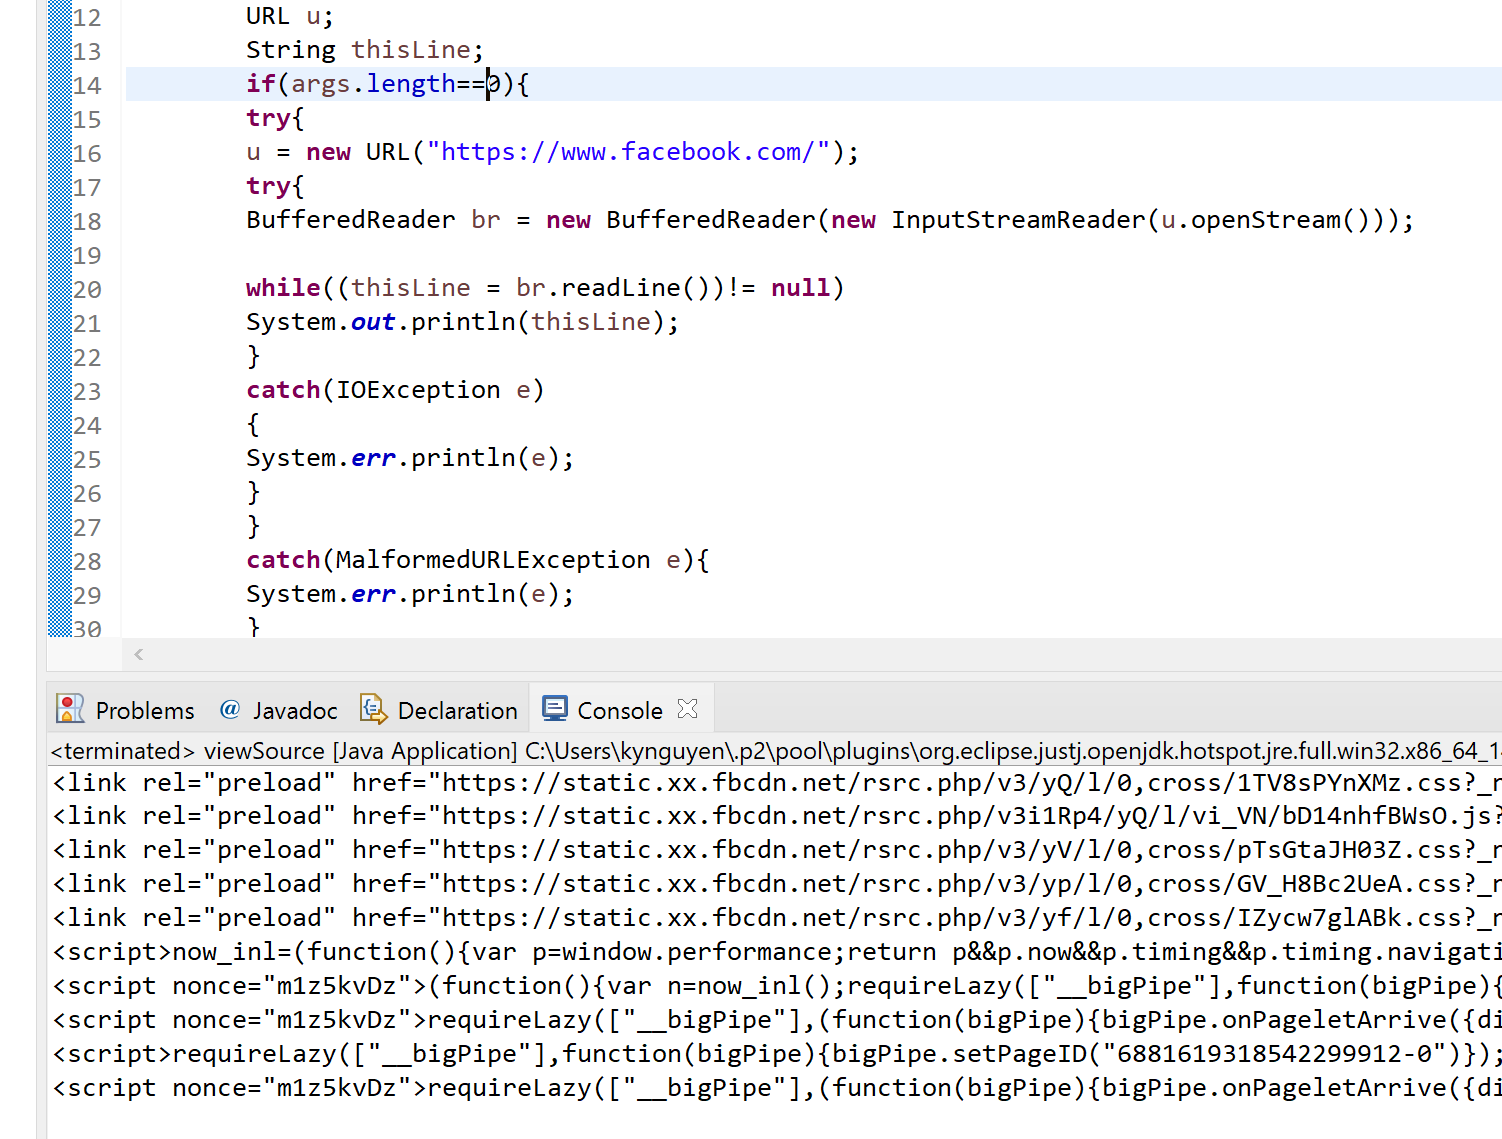 12 URL u;
13 String thisLine;
14 if(args.length==0){
15 try{
16 u = new URL("https://www.facebook.com/");
17 try{
18 BufferedReader br = new BufferedReader(new InputStreamReader(u.openStream()));
19
20 while((thisLine = br.readLine())!= null)
21 System.out.println(thisLine);
22 }
23 catch(IOException e)
24 {
25 System.err.println(e);
26 }
27 }
28 catch(MalformedURLException e){
29 System.err.println(e);
30 }
Problems @ Javadoc Declaration Console
<terminated> viewSource [Java Application] C:\Users\kynguyen\.p2\pool\plugins\org.eclipse.justj.openjdk.hotspot.jre.full.win32.x86_64_1
<link rel="preload" href="https://static.xx.fbcdn.net/rsrc.php/v3/yQ/l/0,cross/1TV8sPYnXMz.css?_n
<link rel="preload" href="https://static.xx.fbcdn.net/rsrc.php/v3i1Rp4/yQ/l/vi_VN/bD14nhfBWsO.js?
<link rel="preload" href="https://static.xx.fbcdn.net/rsrc.php/v3/yV/l/0,cross/pTsGtaJH03Z.css?_n
<link rel="preload" href="https://static.xx.fbcdn.net/rsrc.php/v3/yp/l/0,cross/GV_H8Bc2UeA.css?_n
<link rel="preload" href="https://static.xx.fbcdn.net/rsrc.php/v3/yf/l/0,cross/IZycw7glABk.css?_n
<script>now_inl=(function(){var p=window.performance;return p&&p.now&&p.timing&&p.timing.navigati
<script nonce="m1z5kvDz">(function(){var n=now_inl();requireLazy(["__bigPipe"],function(bigPipe){
<script nonce="m1z5kvDz">requireLazy(["__bigPipe"],(function(bigPipe){bigPipe.onPageletArrive({di
<script>requireLazy(["__bigPipe"],function(bigPipe){bigPipe.setPageID("6881619318542299912-0")});
<script nonce="m1z5kvDz">requireLazy(["__bigPipe"],(function(bigPipe){bigPipe.onPageletArrive({di